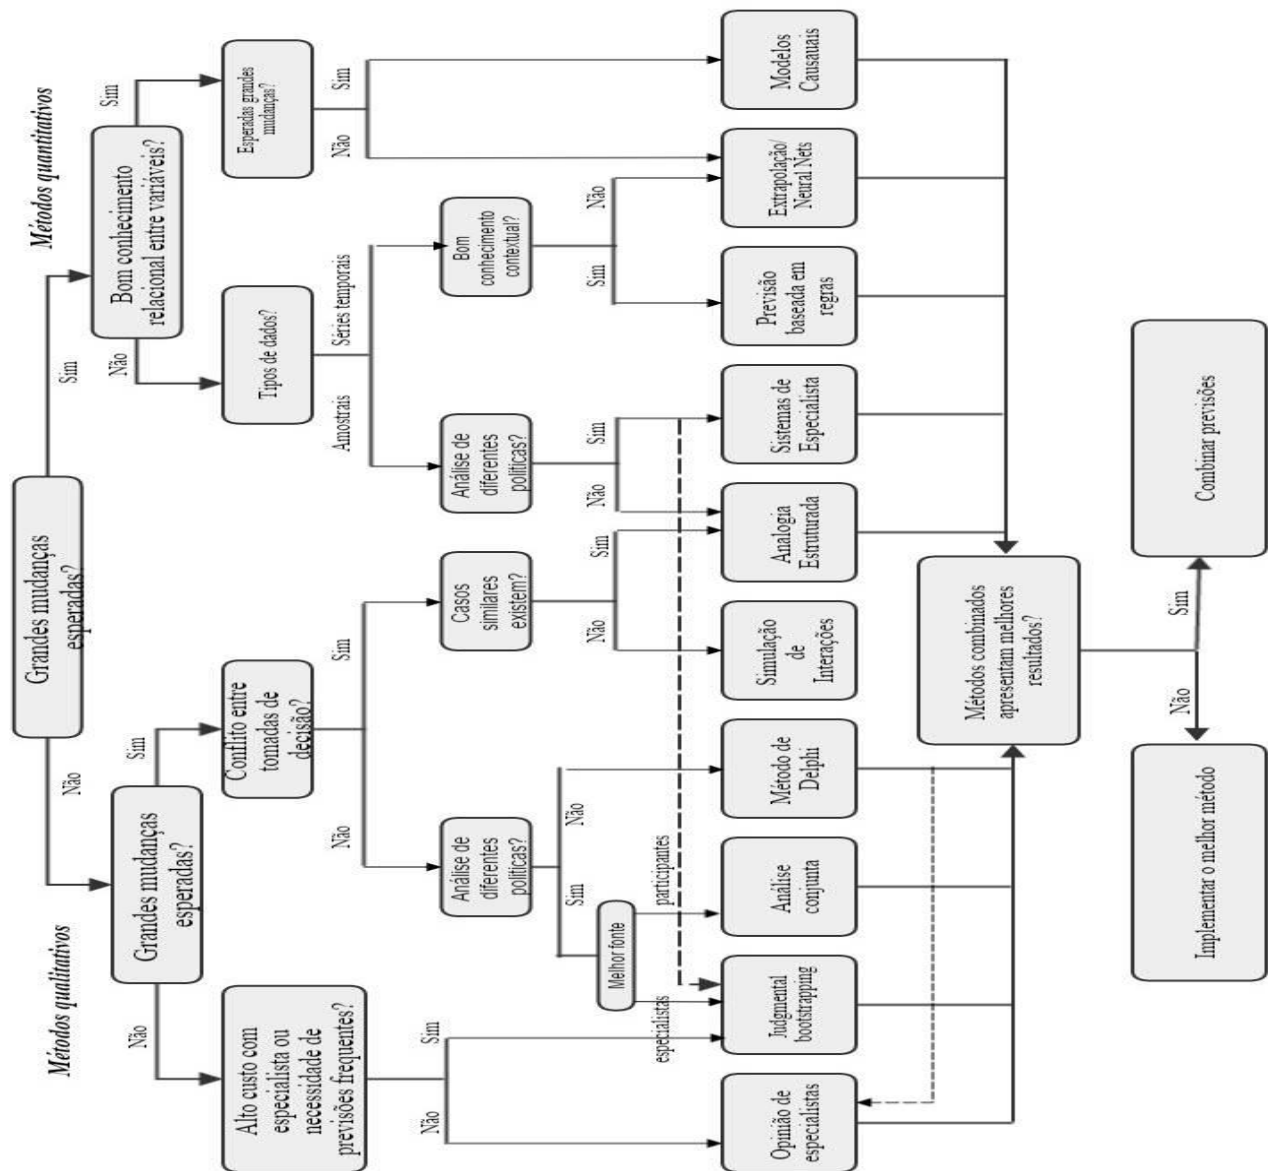 Grandes mudanças
esperadas?
Métodos qualitativos
Não
Sim
Métodos quantitativos
Grandes mudanças
esperadas?
Bom conhecimento
relacional entre variáveis?
Não
Sim
Não
Sim
Alto custo com
especialista ou
necessidade de
previsões frequentes?
Conflito entre
tomadas de
decisão?
Tipos de dados?
Esperadas grandes
mudanças?
Não
Sim
Não
Sim
Amostrais
Séries temporais
Não
Sim
Análise de
diferentes
políticas?
Casos
similares
existem?
Análise de
diferentes
políticas?
Bom
conhecimento
contextual?
Sim
Não
Não
Sim
Não
Sim
Sim
Não
Melhor fonte
especialistas
participantes
Opinião de
especialistas
Judgmental
bootstrapping
Análise
conjunta
Método de
Delphi
Simulação
de
Interações
Analogia
Estruturada
Sistemas de
Especialista
Previsão
baseada em
regras
Extrapolação/
Neural Nets
Modelos
Causauais
Métodos combinados
apresentam melhores
resultados?
Não
Sim
Implementar o melhor método
Combinar previsões